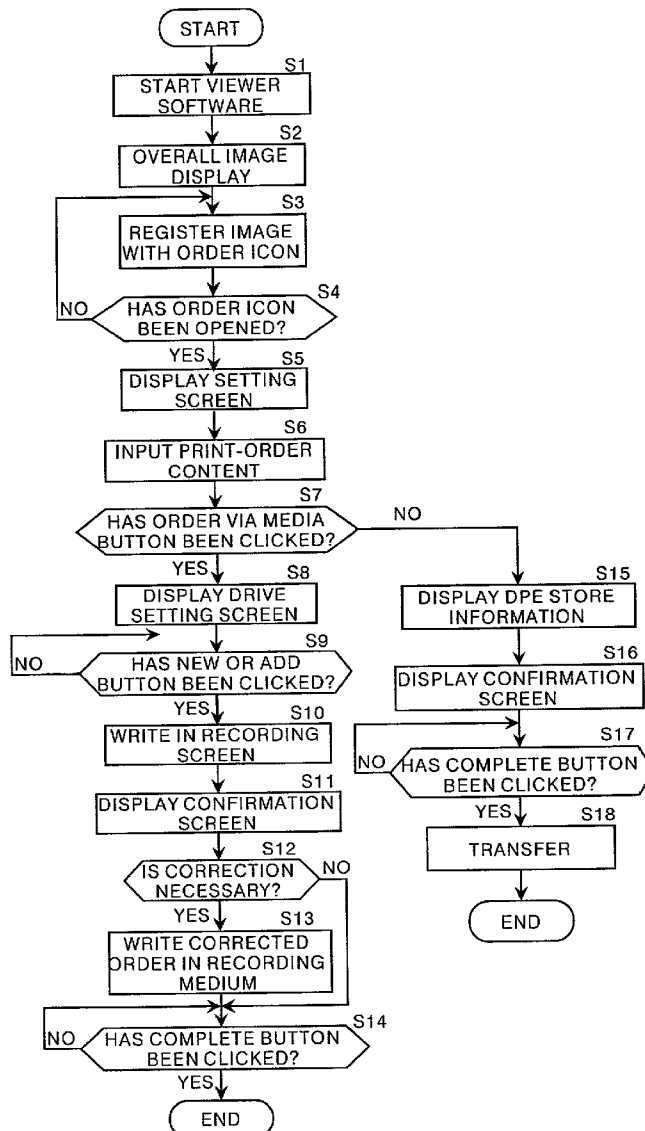 START
S1
START VIEWER
SOFTWARE
S2
OVERALL IMAGE
DISPLAY
S3
REGISTER IMAGE
WITH ORDER ICON
S4
NO
HAS ORDER ICON
BEEN OPENED?
YES
S5
DISPLAY SETTING
SCREEN
S6
INPUT PRINT-ORDER
CONTENT
S7
HAS ORDER VIA MEDIA
BUTTON BEEN CLICKED?
NO
YES
S8
DISPLAY DRIVE
SETTING SCREEN
S9
NO
HAS NEW OR ADD
BUTTON BEEN CLICKED?
YES
S10
WRITE IN RECORDING
SCREEN
S11
DISPLAY CONFIRMATION
SCREEN
S12
IS CORRECTION
NECESSARY?
NO
YES
S13
WRITE CORRECTED
ORDER IN RECORDING
MEDIUM
S14
NO
HAS COMPLETE BUTTON
BEEN CLICKED?
YES
END
S15
DISPLAY DPE STORE
INFORMATION
S16
DISPLAY CONFIRMATION
SCREEN
S17
NO
HAS COMPLETE BUTTON
BEEN CLICKED?
YES
S18
TRANSFER
END